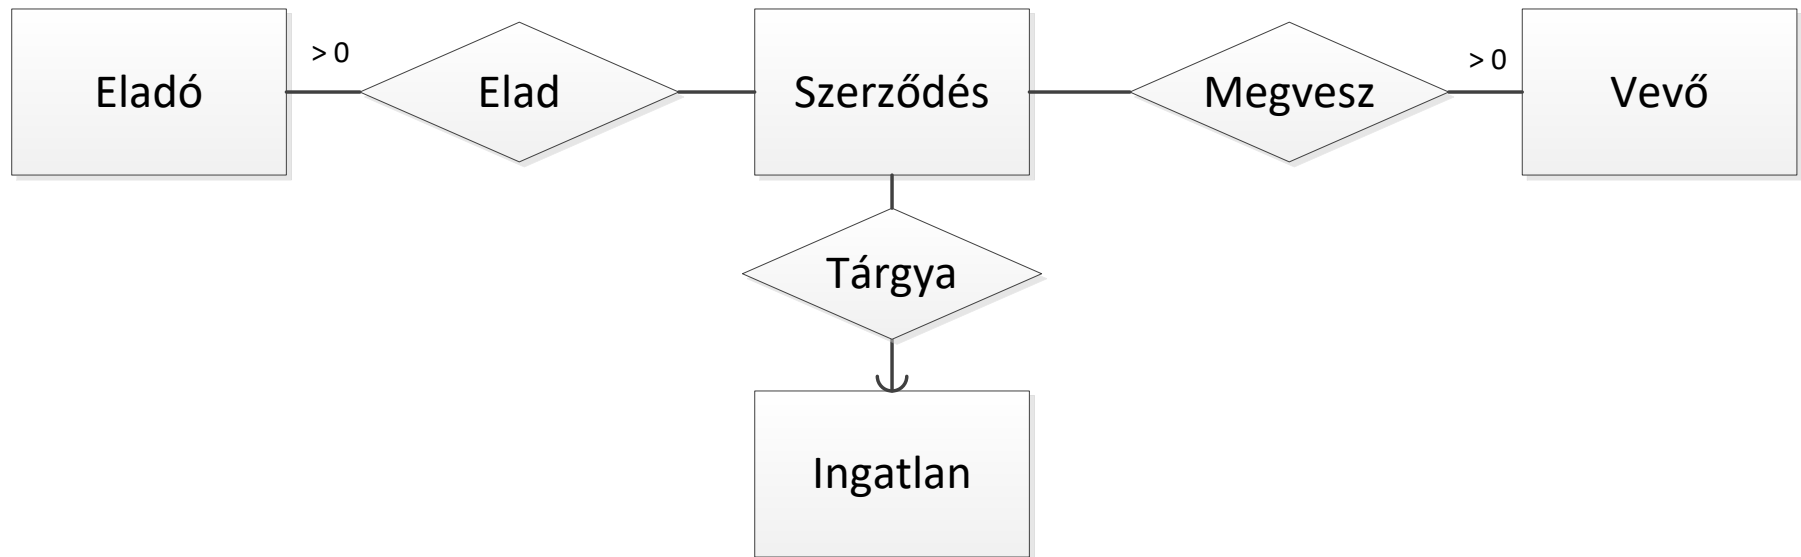 Eladó
> 0
Elad
Szerződés
Megvesz
> 0
Vevő
Tárgya
Ingatlan